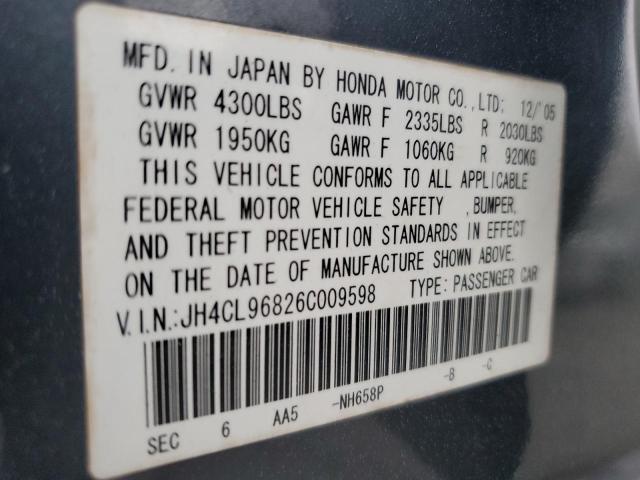 MFD. IN JAPAN BY HONDA MOTOR CO.,LTD: 12/'05
GVWR 4300LBS GAWR F 2335LBS R 2030LBS
GVWR 1950KG GAWR F 1060KG R 920KG
THIS VEHICLE CONFORMS TO ALL APPLICABLE
FEDERAL MOTOR VEHICLE SAFETY ,BUMPER,
AND THEFT PREVENTION STANDARDS IN EFFECT
ON THE DATE OF MANUFACTURE SHOWN ABOVE.
V.I.N.:JH4CL96826C009598 TYPE: PASSENGER CAR
SEC 6 AA5 -NH658P -8 -C